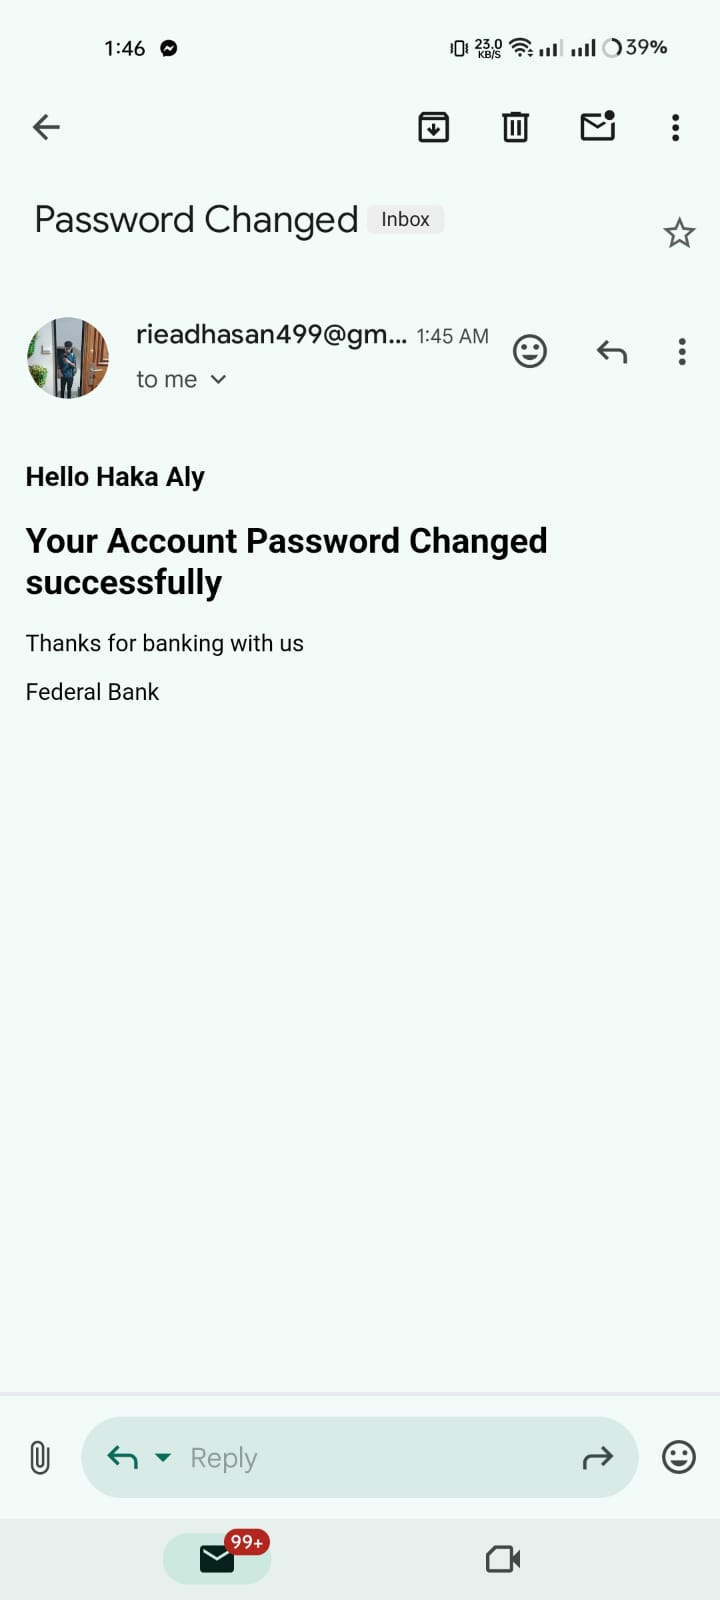 1:46
23.0
KB/S
39%
Password Changed Inbox
rieadhasan499@gm... 1:45 AM
to me
Hello Haka Aly
Your Account Password Changed
successfully
Thanks for banking with us
Federal Bank
Reply
99+